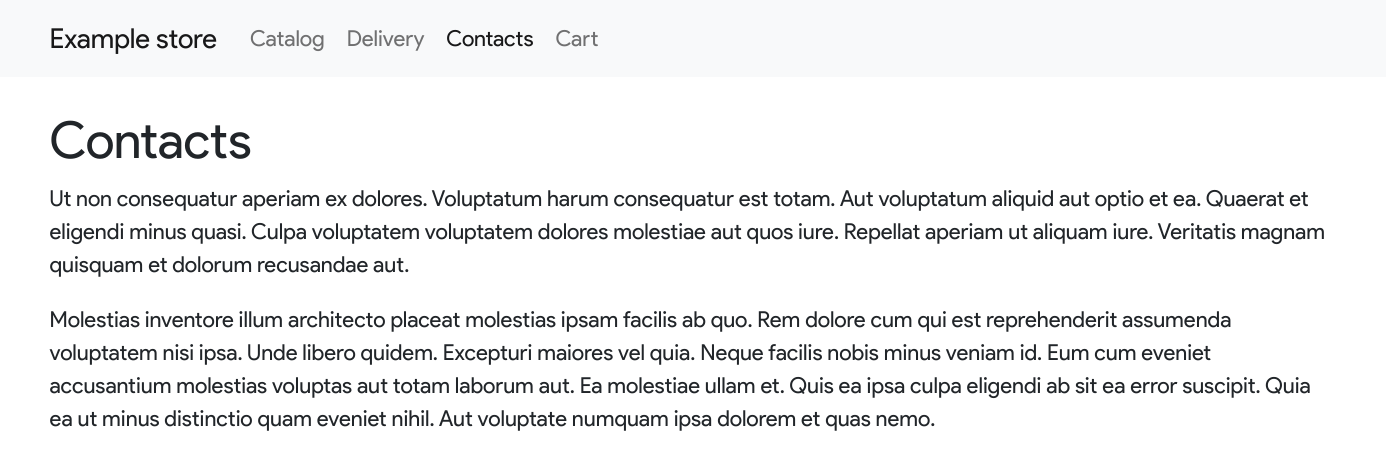 Example store Catalog Delivery Contacts Cart
Contacts
Ut non consequatur aperiam ex dolores. Voluptatum harum consequatur est totam. Aut voluptatum aliquid aut optio et ea. Quaerat et
eligendi minus quasi. Culpa voluptatem voluptatem dolores molestiae aut quos iure. Repellat aperiam ut aliquam iure. Veritatis magnam
quisquam et dolorum recusandae aut.
Molestias inventore illum architecto placeat molestias ipsam facilis ab quo. Rem dolore cum qui est reprehenderit assumenda
voluptatem nisi ipsa. Unde libero quidem. Excepturi maiores vel quia. Neque facilis nobis minus veniam id. Eum cum eveniet
accusantium molestias voluptas aut totam laborum aut. Ea molestiae ullam et. Quis ea ipsa culpa eligendi ab sit ea error suscipit. Quia
ea ut minus distinctio quam eveniet nihil. Aut voluptate numquam ipsa dolorem et quas nemo.